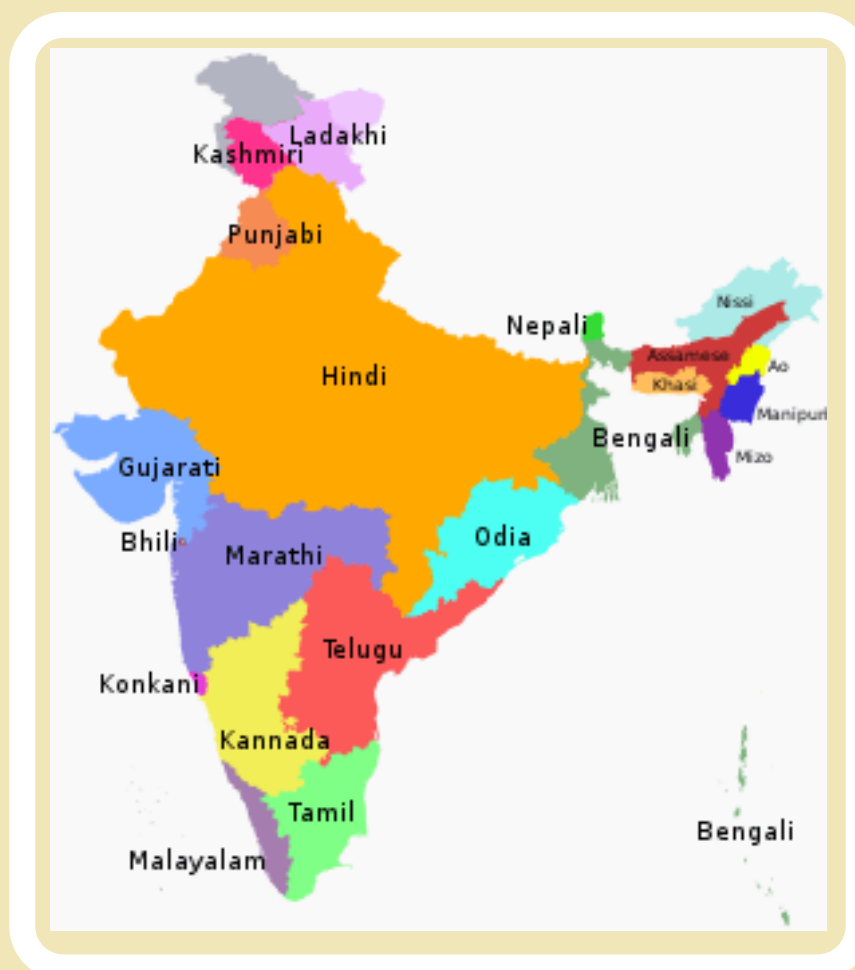 Ladakhi
Kashmiri
Punjabi
Nissi
Nepali
Assamese
Ao
Hindi
Khasi
Manipuri
Bengali
Mizo
Gujarati
Odia
Bhili
Marathi
Telugu
Konkani
Kannada
Tamil
Bengali
Malayalam